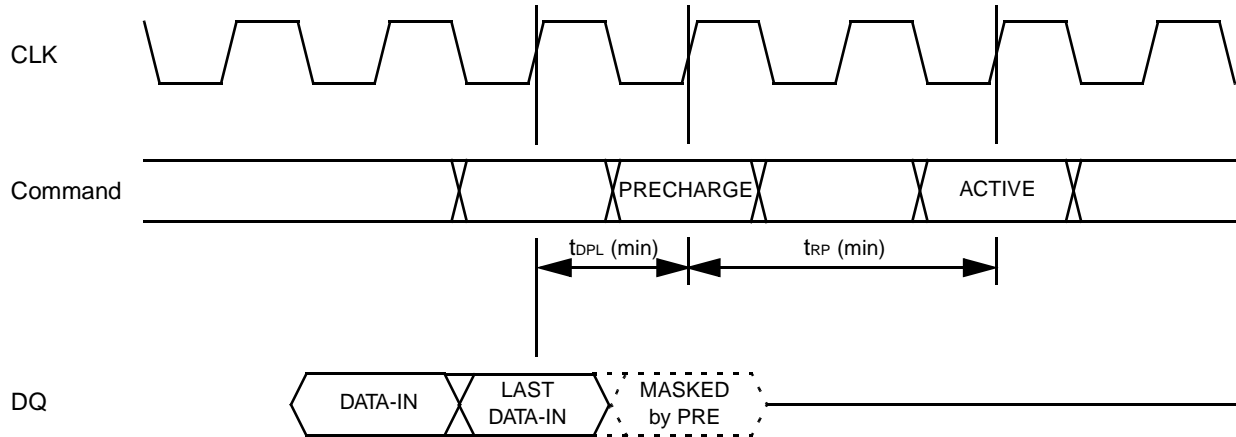 CLK
Command
PRECHARGE
ACTIVE
tDPL (min)
tRP (min)
DQ
DATA-IN
LAST
DATA-IN
MASKED
by PRE